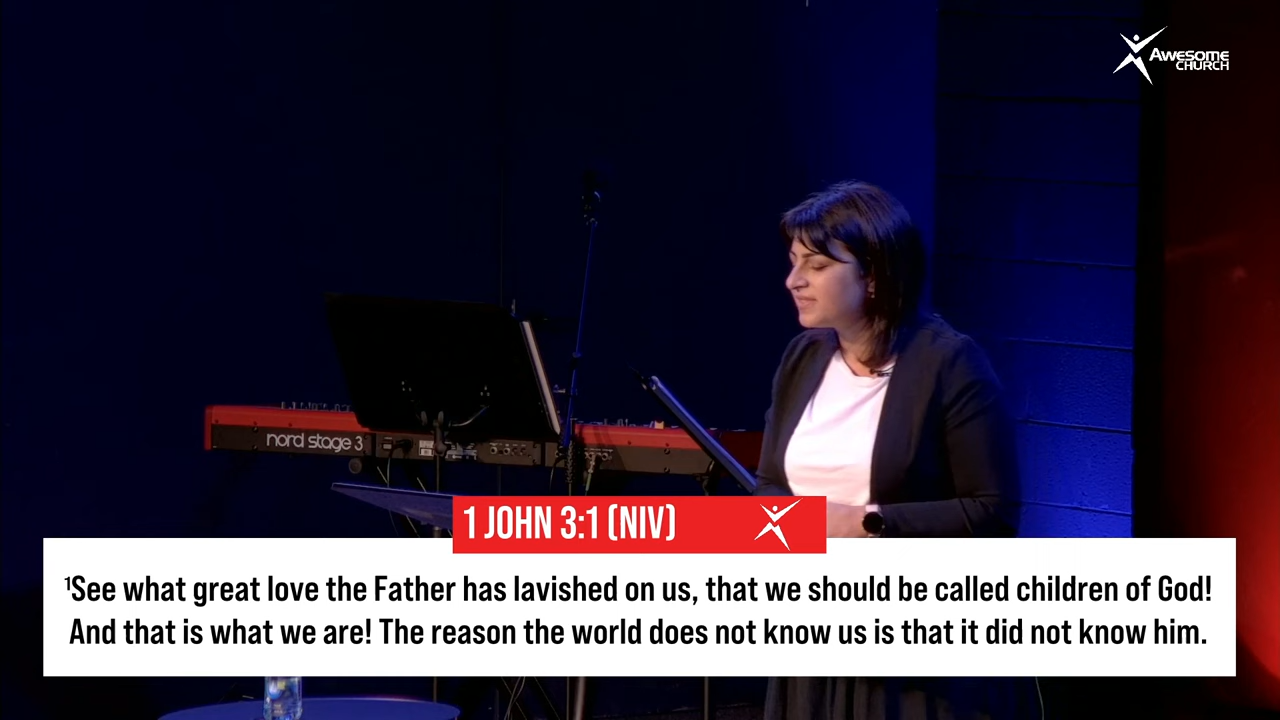 AWESOME
CHURCH
nord stage 3
1 JOHN 3:1 (NIV)
¹See what great love the Father has lavished on us, that we should be called children of God!
And that is what we are! The reason the world does not know us is that it did not know him.